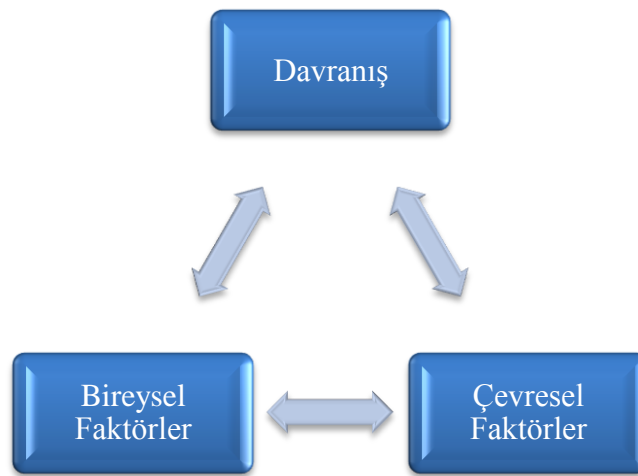 Davranış
Bireysel
Faktörler
Çevresel
Faktörler